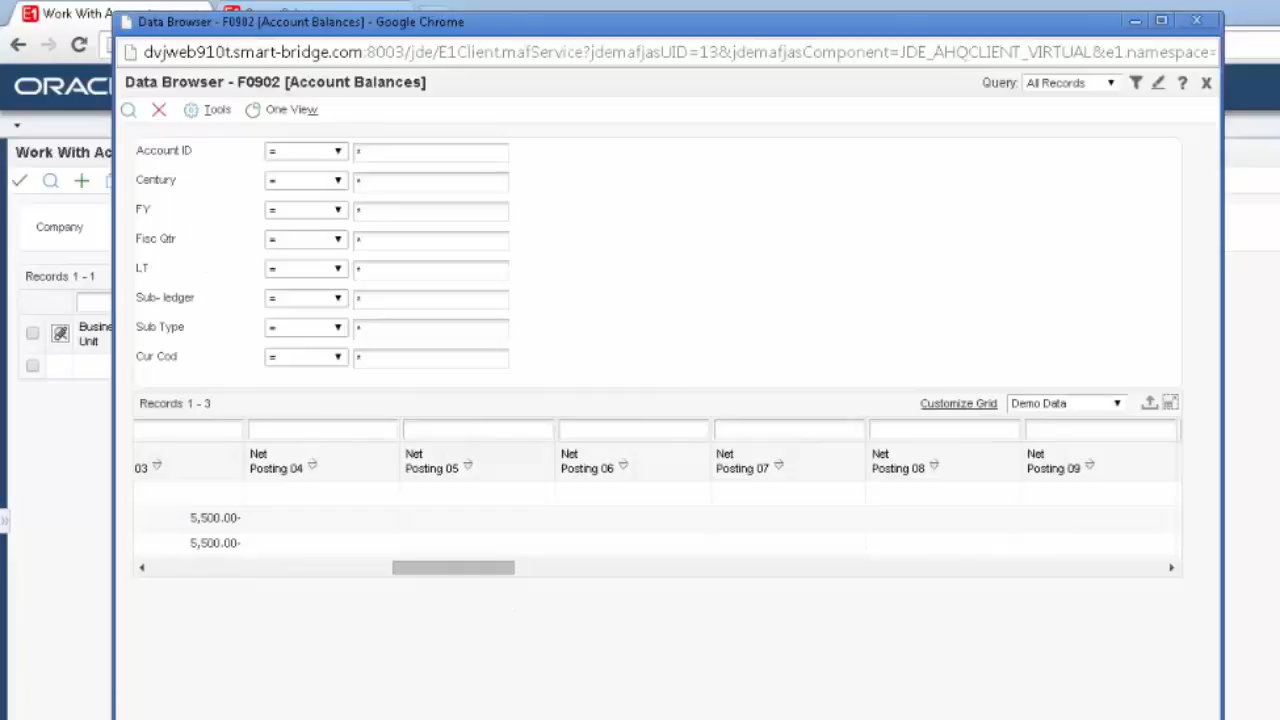 Work With A
Data Browser - F0902 [Account Balances] - Google Chrome
dvjweb910t.smart-bridge.com:8003/jde/E1Client.mafService?jdemafjasUID=13&jdemafjasComponent=JDE_AHQCLIENT_VIRTUAL&e1.namespace=
ORAC
Data Browser - F0902 [Account Balances]
Query: All Records
Tools
One View
Work With Ac
Account ID = *
Century = *
FY = *
Company
Fisc Qtr = *
LT = *
Records 1 - 1
Sub- ledger = *
Sub Type = *
Busine
Unit
Cur Cod = *
Records 1 - 3
Customize Grid
Demo Data
03
Net
Posting 04
Net
Posting 05
Net
Posting 06
Net
Posting 07
Net
Posting 08
Net
Posting 09
5,500.00-
5,500.00-